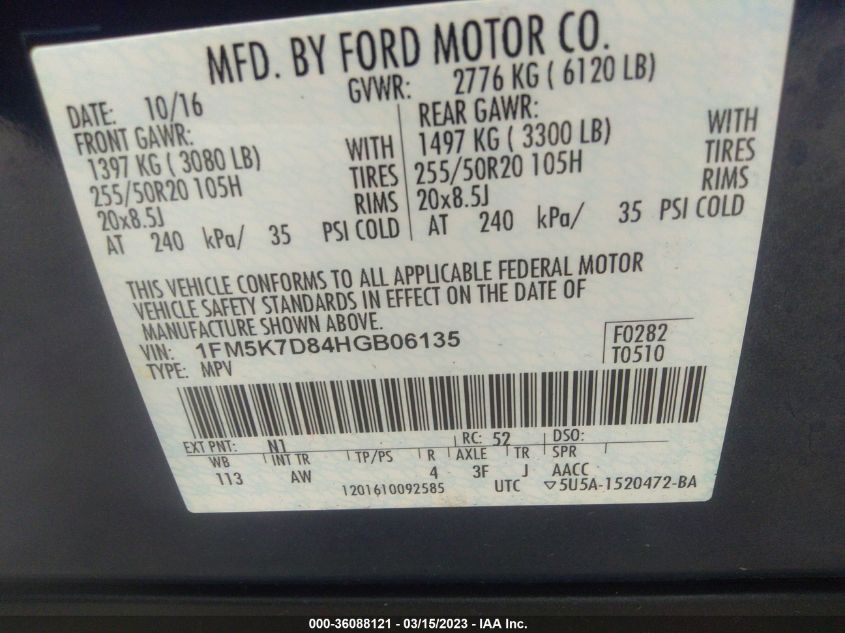 MFD. BY FORD MOTOR CO.
DATE: 10/16 GVWR: 2776 KG ( 6120 LB)
FRONT GAWR: REAR GAWR:
1397 KG ( 3080 LB) WITH 1497 KG ( 3300 LB) WITH
255/50R20 105H TIRES 255/50R20 105H TIRES
20x8.5J RIMS 20x8.5J RIMS
AT 240 kPa/ 35 PSI COLD AT 240 kPa/ 35 PSI COLD
THIS VEHICLE CONFORMS TO ALL APPLICABLE FEDERAL MOTOR
VEHICLE SAFETY STANDARDS IN EFFECT ON THE DATE OF
MANUFACTURE SHOWN ABOVE.
VIN: 1FM5K7D84HGB06135 F0282
TYPE: MPV T0510
EXT PNT: N1 RC: 52 DSO:
WB INT TR TP/PS R AXLE TR SPR
113 AW 4 3F J AACC
1201610092585 UTC ▽5U5A-1520472-BA
000-36088121 - 03/15/2023 - IAA Inc.